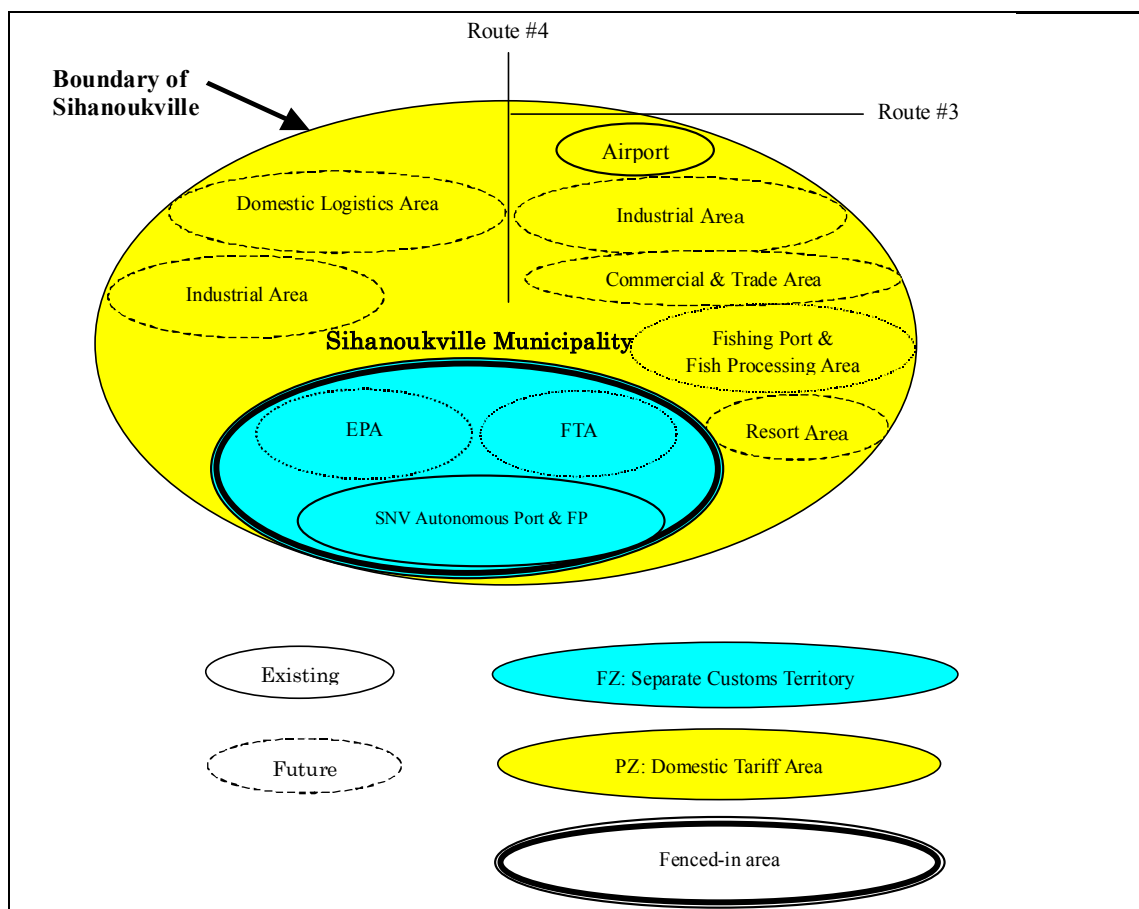 Route #4
Boundary of
Sihanoukville
Route #3
Airport
Domestic Logistics Area
Industrial Area
Commercial & Trade Area
Industrial Area
Sihanoukville Municipality
Fishing Port &
Fish Processing Area
EPA
FTA
Resort Area
SNV Autonomous Port & FP
Existing
FZ: Separate Customs Territory
Future
PZ: Domestic Tariff Area
Fenced-in area